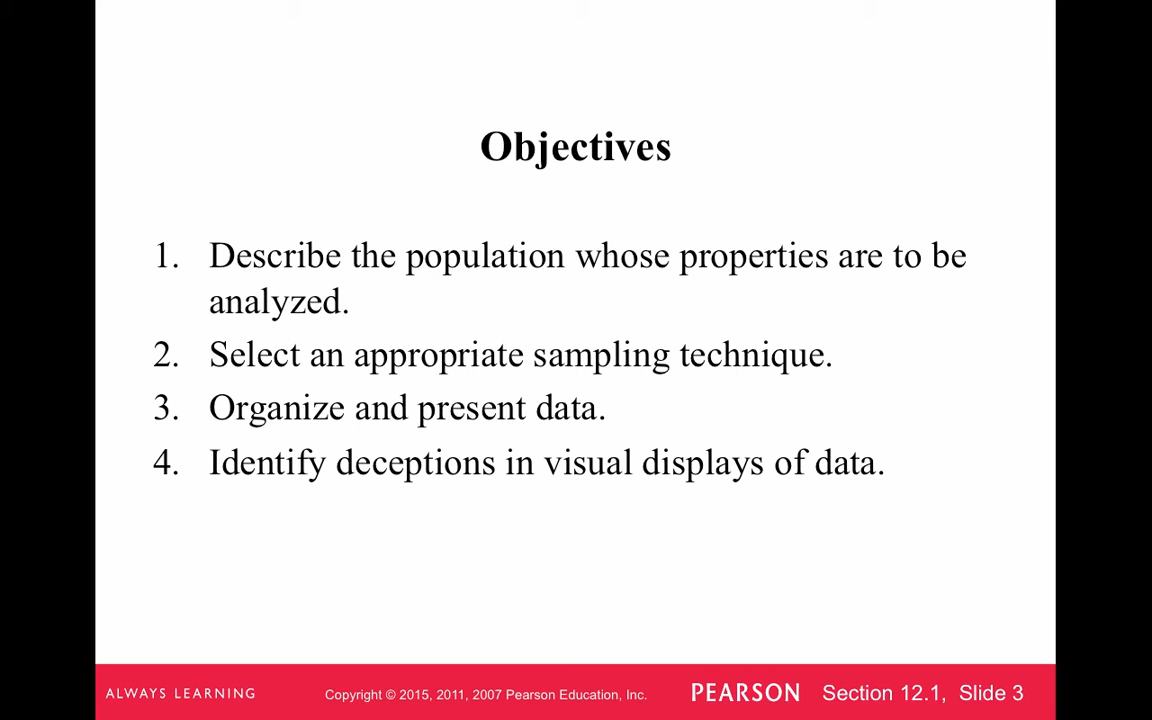 Objectives
1. Describe the population whose properties are to be
analyzed.
2. Select an appropriate sampling technique.
3. Organize and present data.
4. Identify deceptions in visual displays of data.
ALWAYS LEARNING Copyright © 2015, 2011, 2007 Pearson Education, Inc. PEARSON Section 12.1, Slide 3